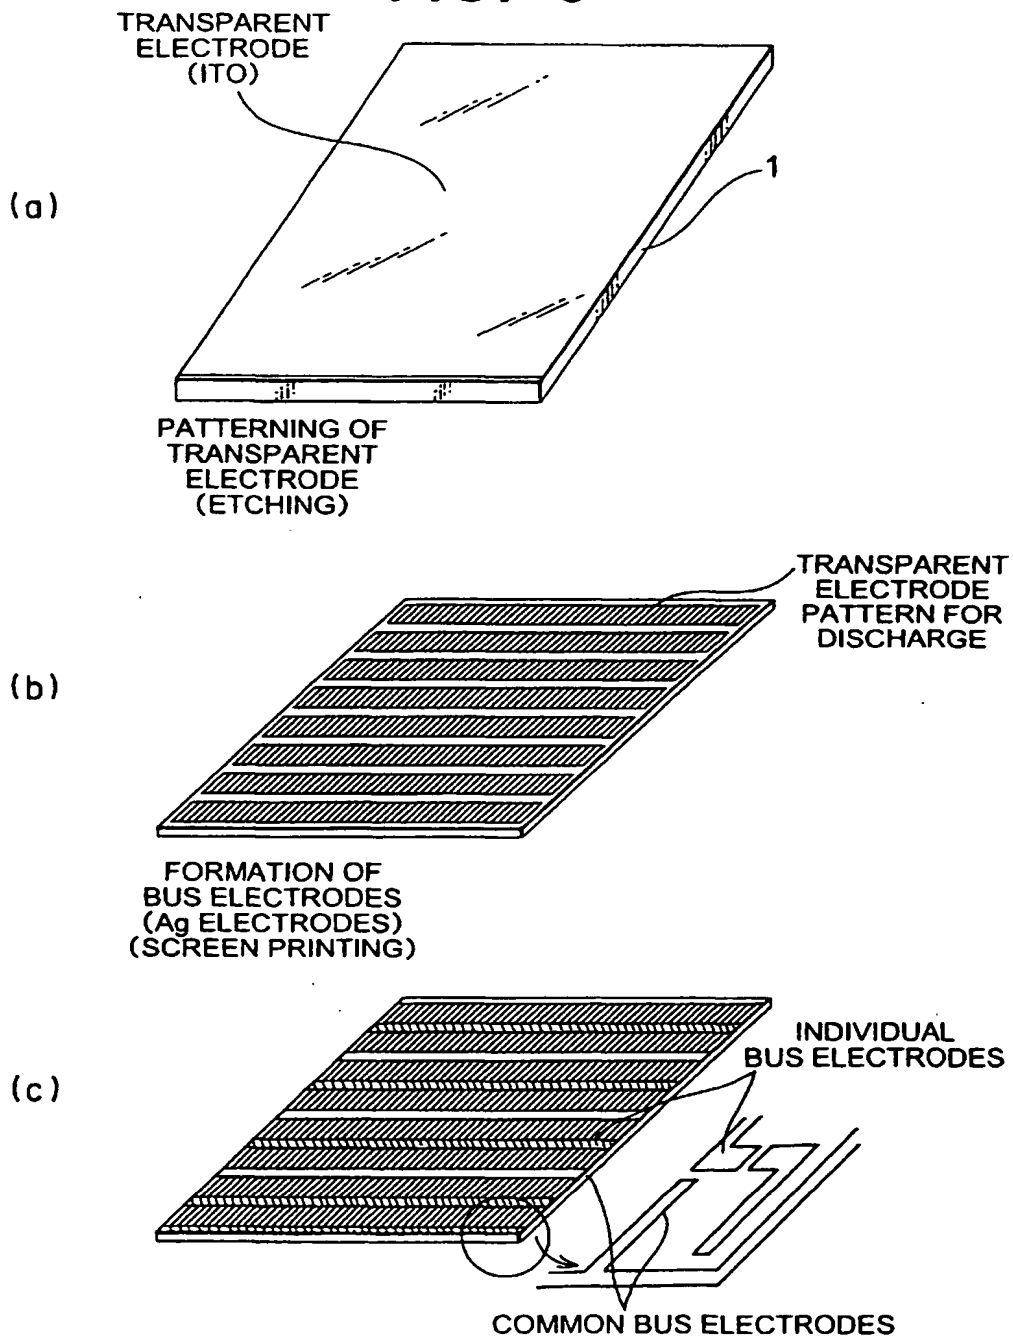 TRANSPARENT
ELECTRODE
(ITO)
(a)
1
PATTERNING OF
TRANSPARENT
ELECTRODE
(ETCHING)
TRANSPARENT
ELECTRODE
PATTERN FOR
DISCHARGE
(b)
FORMATION OF
BUS ELECTRODES
(Ag ELECTRODES)
(SCREEN PRINTING)
INDIVIDUAL
BUS ELECTRODES
(c)
COMMON BUS ELECTRODES